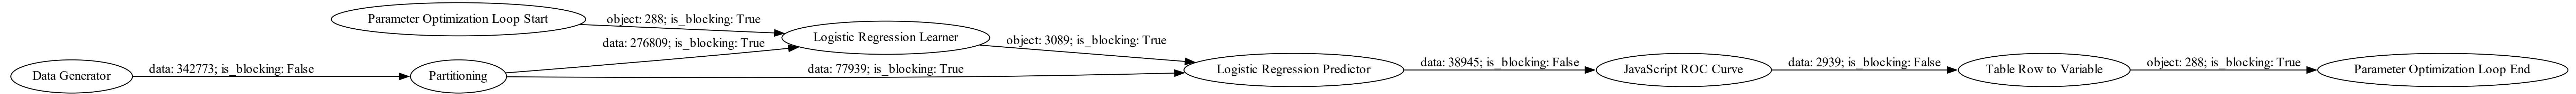 Parameter Optimization Loop Start
object: 288; is_blocking: True
Logistic Regression Learner
data: 276809; is_blocking: True
object: 3089; is_blocking: True
Data Generator
data: 342773; is_blocking: False
Partitioning
data: 77939; is_blocking: True
Logistic Regression Predictor
data: 38945; is_blocking: False
JavaScript ROC Curve
data: 2939; is_blocking: False
Table Row to Variable
object: 288; is_blocking: True
Parameter Optimization Loop End